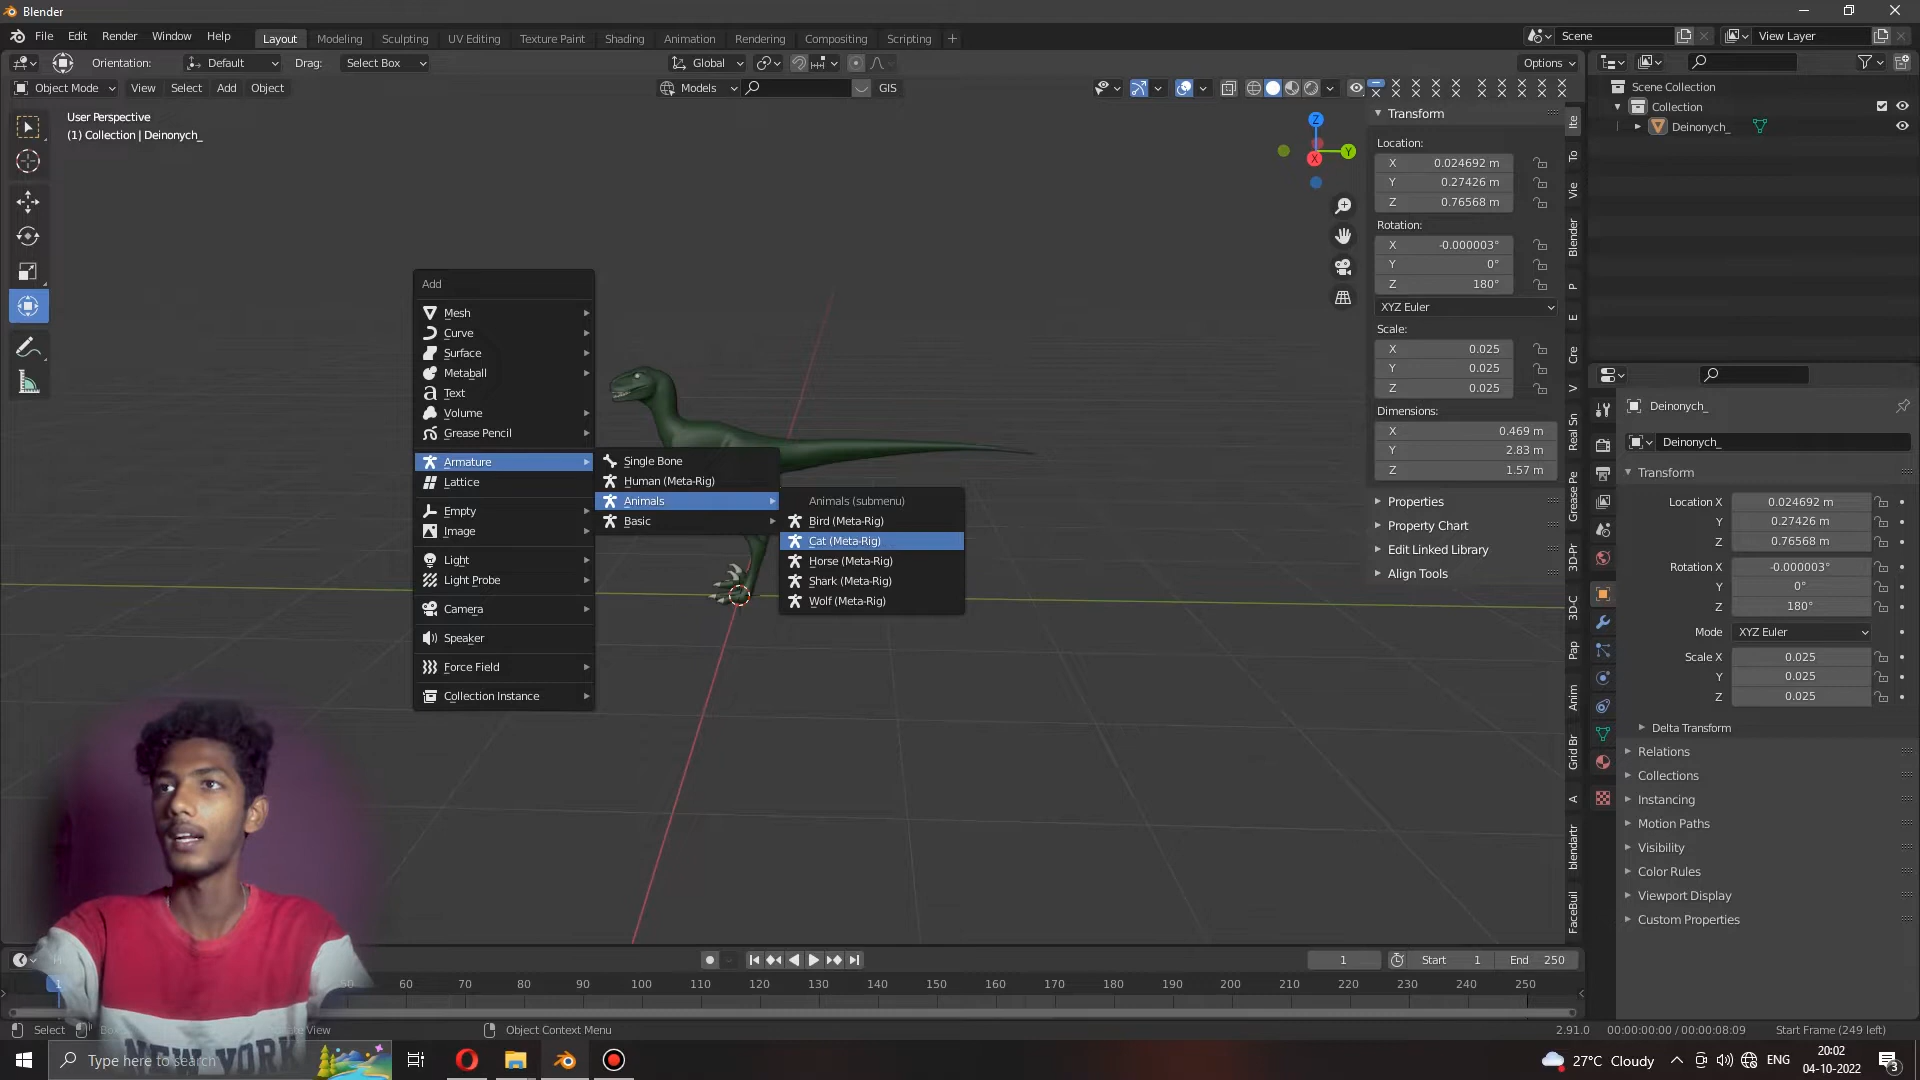 Blender
File Edit Render Window Help
Layout Modeling Sculpting UV Editing Texture Paint Shading Animation Rendering Compositing Scripting +
Scene
View Layer
Orientation: Default Drag: Select Box
Global
Options
Object Mode View Select Add Object
Models
GIS
User Perspective
(1) Collection | Deinonych_
Z
Y
X
Add
Mesh
Curve
Surface
Metaball
Text
Volume
Grease Pencil
Armature
Lattice
Empty
Image
Light
Light Probe
Camera
Speaker
Force Field
Collection Instance
Single Bone
Human (Meta-Rig)
Animals
Basic
Animals (submenu)
Bird (Meta-Rig)
Cat (Meta-Rig)
Horse (Meta-Rig)
Shark (Meta-Rig)
Wolf (Meta-Rig)
Transform
Location:
X 0.024692 m
Y 0.27426 m
Z 0.76568 m
Rotation:
X -0.000003°
Y 0°
Z 180°
XYZ Euler
Scale:
X 0.025
Y 0.025
Z 0.025
Dimensions:
X 0.469 m
Y 2.83 m
Z 1.57 m
Properties
Property Chart
Edit Linked Library
Align Tools
Ite
To
Vie
Blender
P
E
Cre
V
Real Sn
Grease Pe
3D-Pr
3D-C
Pap
Anim
Grid Br
A
blendartr
FaceBuil
Scene Collection
Collection
Deinonych_
Deinonych_
Deinonych_
Transform
Location X 0.024692 m
Y 0.27426 m
Z 0.76568 m
Rotation X -0.000003°
Y 0°
Z 180°
Mode XYZ Euler
Scale X 0.025
Y 0.025
Z 0.025
Delta Transform
Relations
Collections
Instancing
Motion Paths
Visibility
Color Rules
Viewport Display
Custom Properties
1 Start 1 End 250
1 50 60 70 80 90 100 110 120 130 140 150 160 170 180 190 200 210 220 230 240 250
Select
View
Object Context Menu
2.91.0 00:00:00:00 / 00:00:08:09 Start Frame (249 left)
NEW YORK
Type here to search
27°C Cloudy
ENG
20:02
04-10-2022
3